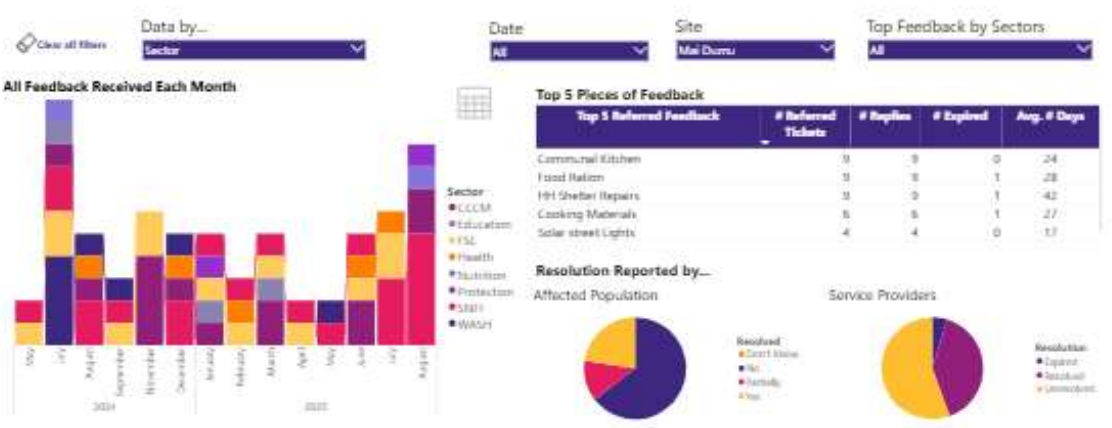 Data by...
Date
Site
Top Feedback by Sectors
Clear all filters
Sector
All
Mai Dumu
All
All Feedback Received Each Month
Top 5 Pieces of Feedback
Top 5 Referred Feedback
# Referred Tickets
# Replies
# Expired
Avg. # Days
Communal Kitchen 9 9 0 24
Food Ration 9 9 1 28
HH Shelter Repairs 9 9 1 42
Cooking Materials 6 6 1 27
Solar street Lights 4 4 0 17
Sector
CCCM
Education
FSL
Health
Nutrition
Protection
SNFI
WASH
May
July
August
September
November
December
January
February
March
April
May
June
July
August
2024
2025
Resolution Reported by...
Affected Population
Service Providers
Resolved
Don't know
No
Partially
Yes
Resolution
Expired
Resolved
Unresolved